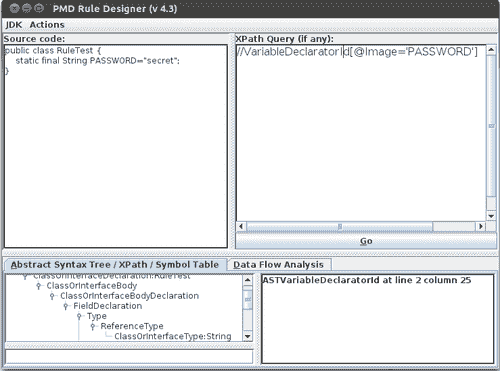 PMD Rule Designer (v 4.3)
JDK Actions
Source code:
public class RuleTest {
static final String PASSWORD="secret";
}
XPath Query (if any):
//VariableDeclaratorId[@Image='PASSWORD']
Go
Abstract Syntax Tree / XPath / Symbol Table
Data Flow Analysis
ClassOrInterfaceDeclaration:RuleTest
ClassOrInterfaceBody
ClassOrInterfaceBodyDeclaration
FieldDeclaration
Type
ReferenceType
ClassOrInterfaceType:String
ASTVariableDeclaratorId at line 2 column 25